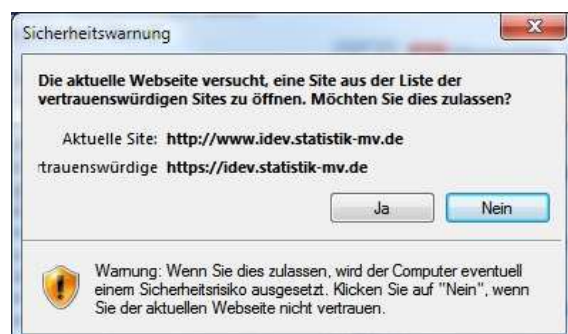 Sicherheitswarnung
Die aktuelle Webseite versucht, eine Site aus der Liste der
vertrauenswürdigen Sites zu öffnen. Möchten Sie dies zulassen?
Aktuelle Site: http://www.idev.statistik-mv.de
rtrauenswürdige https://idev.statistik-mv.de
Ja Nein
Warnung: Wenn Sie dies zulassen, wird der Computer eventuell
einem Sicherheitsrisiko ausgesetzt. Klicken Sie auf "Nein", wenn
Sie der aktuellen Webseite nicht vertrauen.